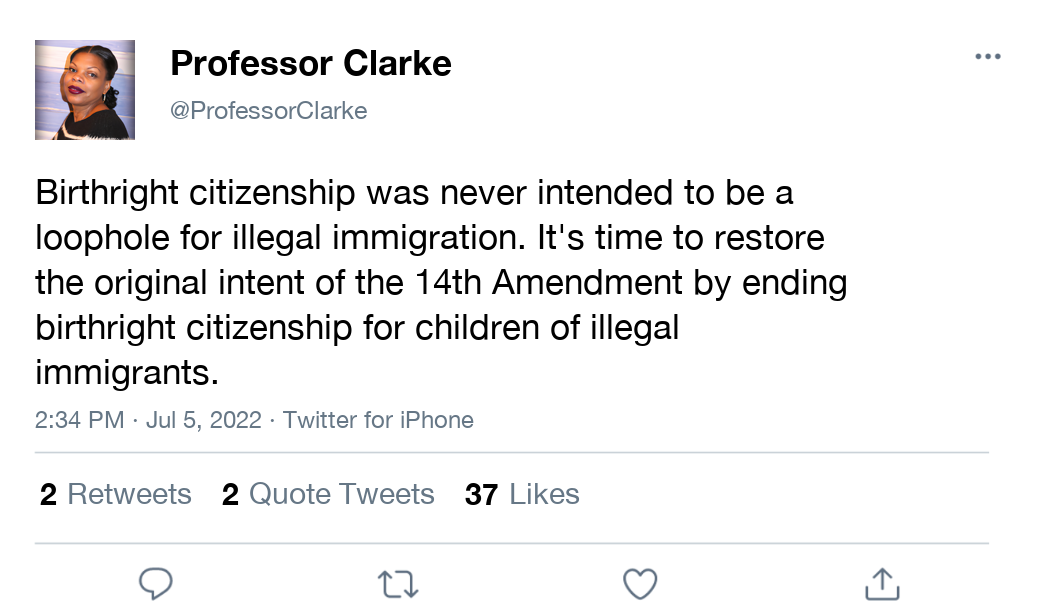 Professor Clarke
@ProfessorClarke
Birthright citizenship was never intended to be a
loophole for illegal immigration. It's time to restore
the original intent of the 14th Amendment by ending
birthright citizenship for children of illegal
immigrants.
2:34 PM · Jul 5, 2022 · Twitter for iPhone
2 Retweets 2 Quote Tweets 37 Likes